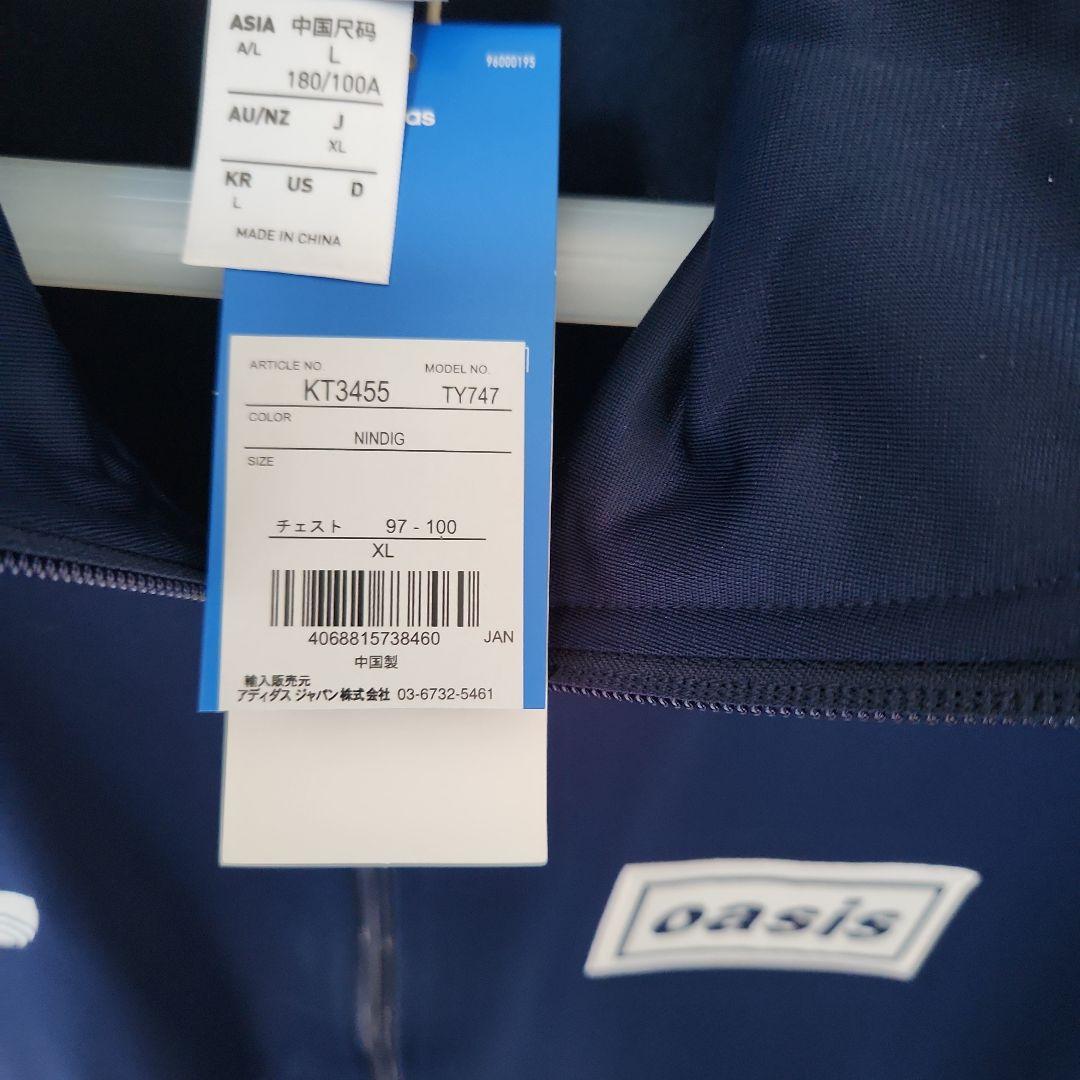 ASIA 中国尺码
A/L L
180/100A
AU/NZ J
XL
KR US D
L
MADE IN CHINA
96000195
as
ARTICLE NO. MODEL NO.
KT3455 TY747
COLOR
NINDIG
SIZE
チェスト 97 - 100
XL
4068815738460 JAN
中国製
輸入販売元
アディダス ジャパン株式会社 03-6732-5461
oasis